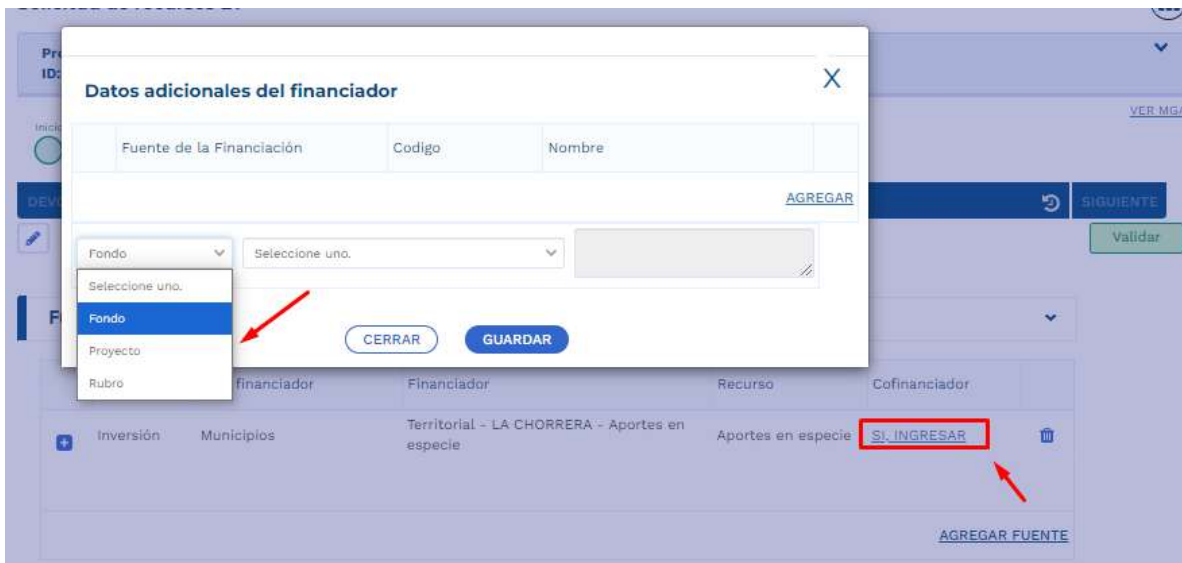 ID:
Datos adicionales del financiador
X
VER MGA
Fuente de la Financiación Codigo Nombre
AGREGAR
SIGUIENTE
Validar
Fondo Seleccione uno.
Seleccione uno.
Fondo
Proyecto
Rubro
CERRAR GUARDAR
financiador Financiador Recurso Cofinanciador
Inversión Municipios Territorial - LA CHORRERA - Aportes en especie Aportes en especie SI, INGRESAR
AGREGAR FUENTE